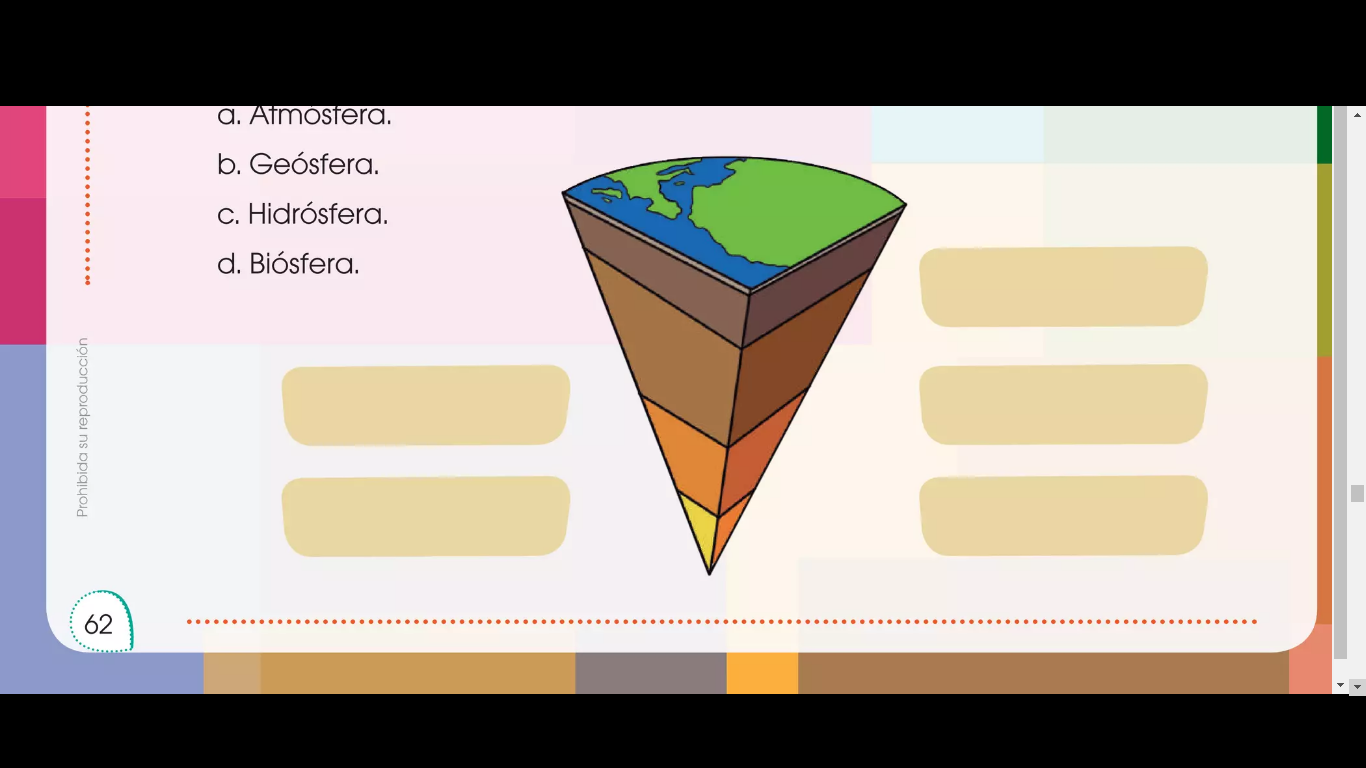 a. Atmósfera.
b. Geósfera.
c. Hidrósfera.
d. Biósfera.
Prohibida su reproducción
62